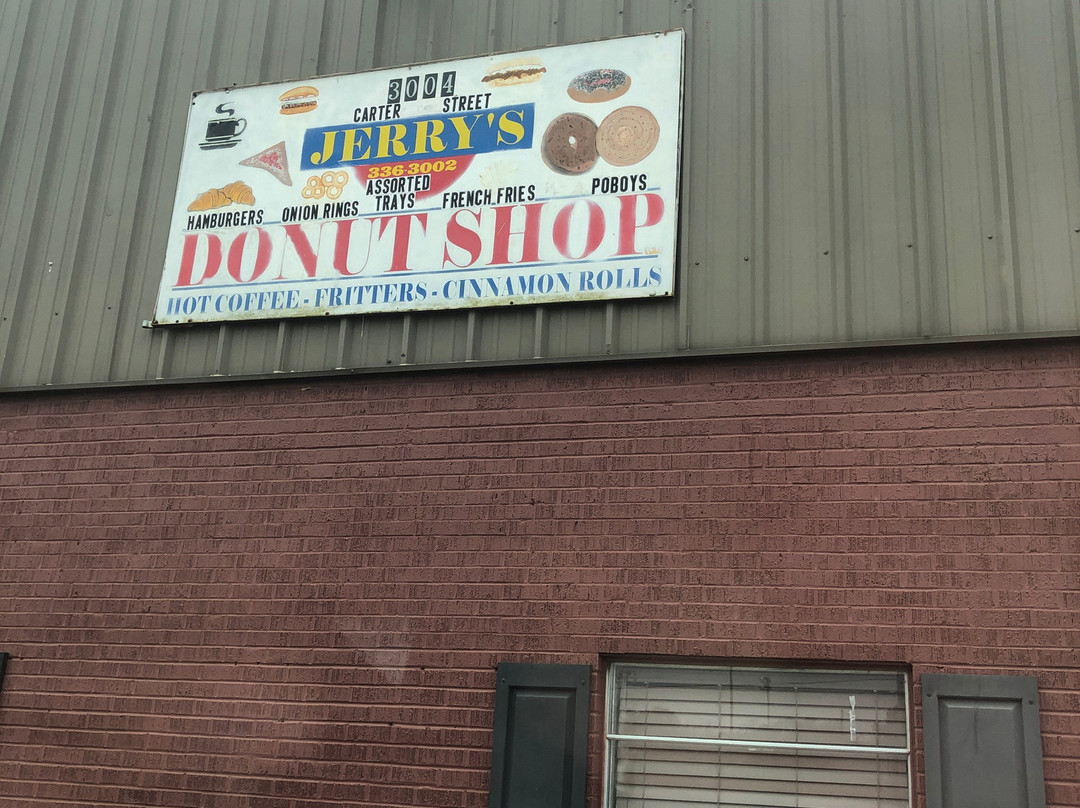 3004
CARTER STREET
JERRY'S
336.3002
ASSORTED
TRAYS
HAMBURGERS ONION RINGS FRENCH FRIES POBOYS
DONUT SHOP
HOT COFFEE - FRITTERS - CINNAMON ROLLS